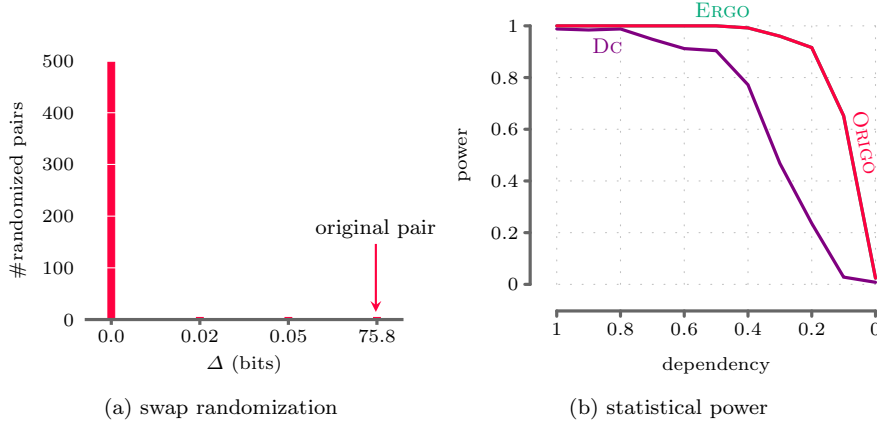 500
400
300
200
100
0
#randomized pairs
original pair
0.0 0.02 0.05 75.8
Δ (bits)
(a) swap randomization
ERGO
DC
ORIGO
1
0.8
0.6
0.4
0.2
0
power
1 0.8 0.6 0.4 0.2 0
dependency
(b) statistical power